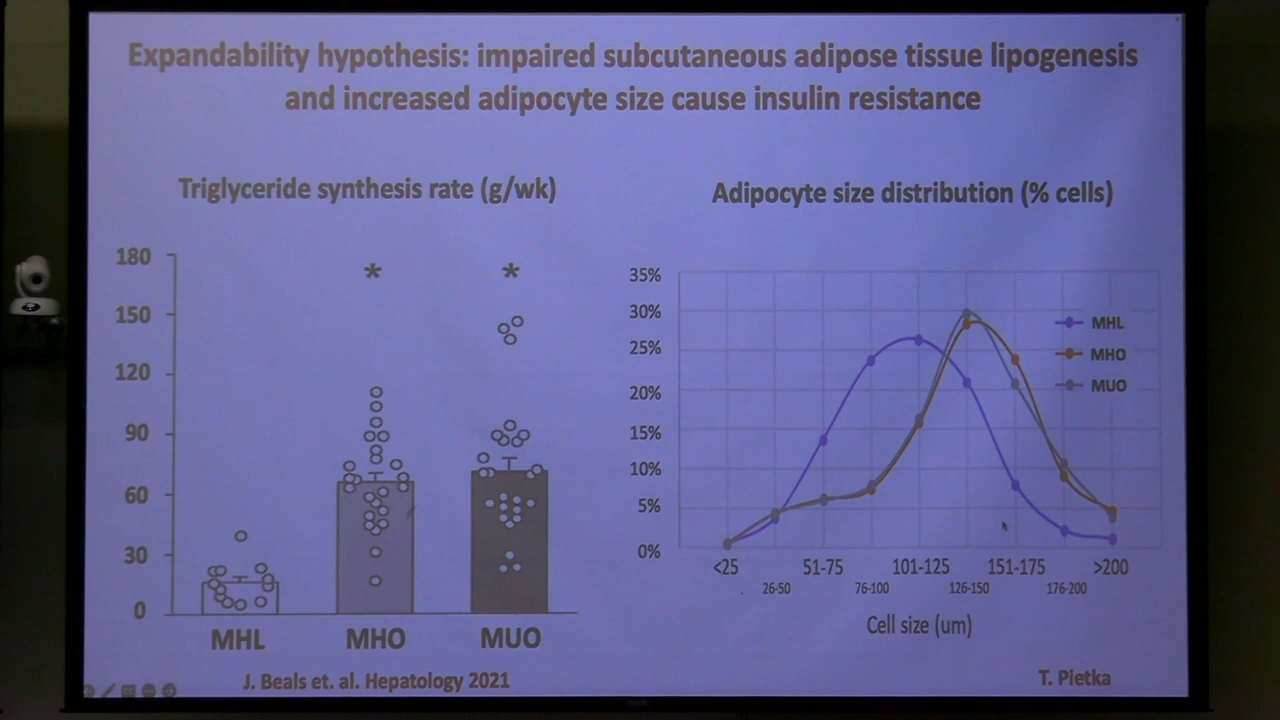 Expandability hypothesis: impaired subcutaneous adipose tissue lipogenesis
and increased adipocyte size cause insulin resistance
Triglyceride synthesis rate (g/wk)
180
150
120
90
60
30
0
*
*
MHL
MHO
MUO
J. Beals et. al. Hepatology 2021
Adipocyte size distribution (% cells)
35%
30%
25%
20%
15%
10%
5%
0%
MHL
MHO
MUO
<25
26-50
51-75
76-100
101-125
126-150
151-175
176-200
>200
Cell size (um)
T. Pietka